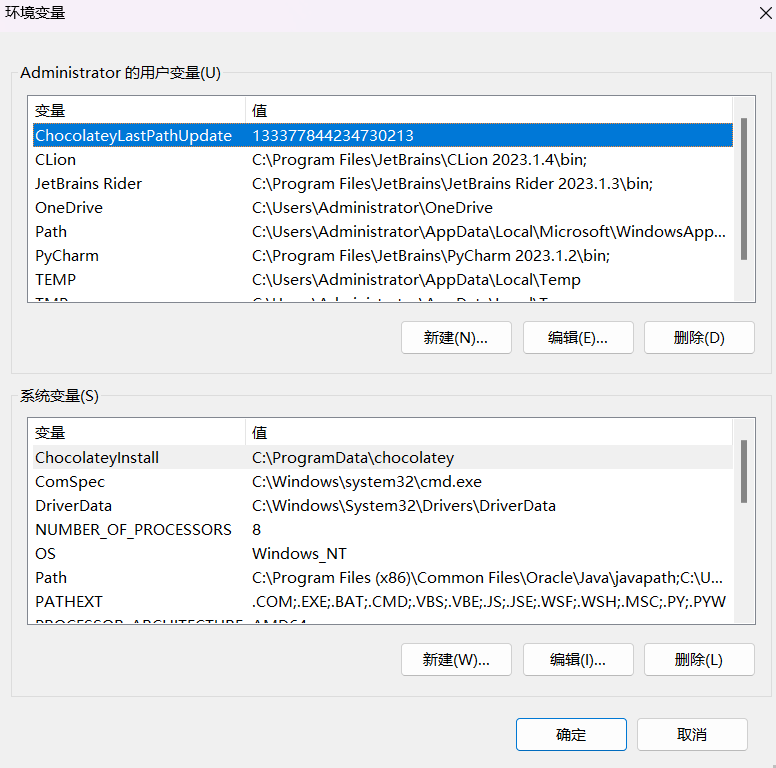 环境变量
Administrator 的用户变量(U)
变量 值
ChocolateyLastPathUpdate 133377844234730213
CLion C:\Program Files\JetBrains\CLion 2023.1.4\bin;
JetBrains Rider C:\Program Files\JetBrains\JetBrains Rider 2023.1.3\bin;
OneDrive C:\Users\Administrator\OneDrive
Path C:\Users\Administrator\AppData\Local\Microsoft\WindowsApp...
PyCharm C:\Program Files\JetBrains\PyCharm 2023.1.2\bin;
TEMP C:\Users\Administrator\AppData\Local\Temp
新建(N)... 编辑(E)... 删除(D)
系统变量(S)
变量 值
ChocolateyInstall C:\ProgramData\chocolatey
ComSpec C:\Windows\system32\cmd.exe
DriverData C:\Windows\System32\Drivers\DriverData
NUMBER_OF_PROCESSORS 8
OS Windows_NT
Path C:\Program Files (x86)\Common Files\Oracle\Java\javapath;C:\U...
PATHEXT .COM;.EXE;.BAT;.CMD;.VBS;.VBE;.JS;.JSE;.WSF;.WSH;.MSC;.PY;.PYW
PROCESSOR_ARCHITECTURE AMD64
新建(W)... 编辑(I)... 删除(L)
确定 取消